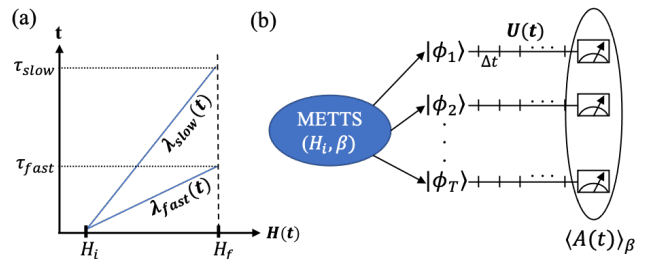 (a)
t
τ_slow
λ_slow(t)
τ_fast
λ_fast(t)
H_i
H_f
H(t)
(b)
METTS
(H_i, β)
|ϕ_1⟩
Δt
U(t)
· · · ·
|ϕ_2⟩
· · · ·
·
·
·
|ϕ_T⟩
· · · ·
⟨A(t)⟩_β